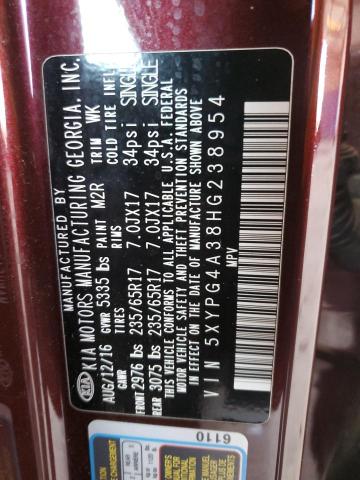 MANUFACTURED BY
KIA MOTORS MANUFACTURING GEORGIA, INC.
KIA AUG/12/16 PAINT M2R TRIM WK
GVWR 5335 lbs
GAWR RIMS COLD TIRE INFL
FRONT 2976 lbs 235/65R17 7.0JX17 34psi SINGLE
REAR 3075 lbs 235/65R17 7.0JX17 34psi SINGLE
THIS VEHICLE CONFORMS TO ALL APPLICABLE U.S.A. FEDERAL
MOTOR VEHICLE SAFETY AND THEFT PREVENTION STANDARDS
IN EFFECT ON THE DATE OF MANUFACTURE SHOWN ABOVE
VIN 5XYPG4A38HG238954
MPV
6110